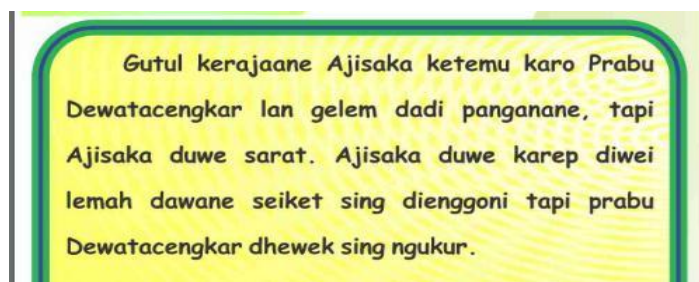 Gutul kerajaane Ajisaka ketemu karo Prabu
Dewatacengkar lan gelem dadi panganane, tapi
Ajisaka duwe sarat. Ajisaka duwe karep diwei
lemah dawane seiket sing dienggoni tapi prabu
Dewatacengkar dhewek sing ngukur.